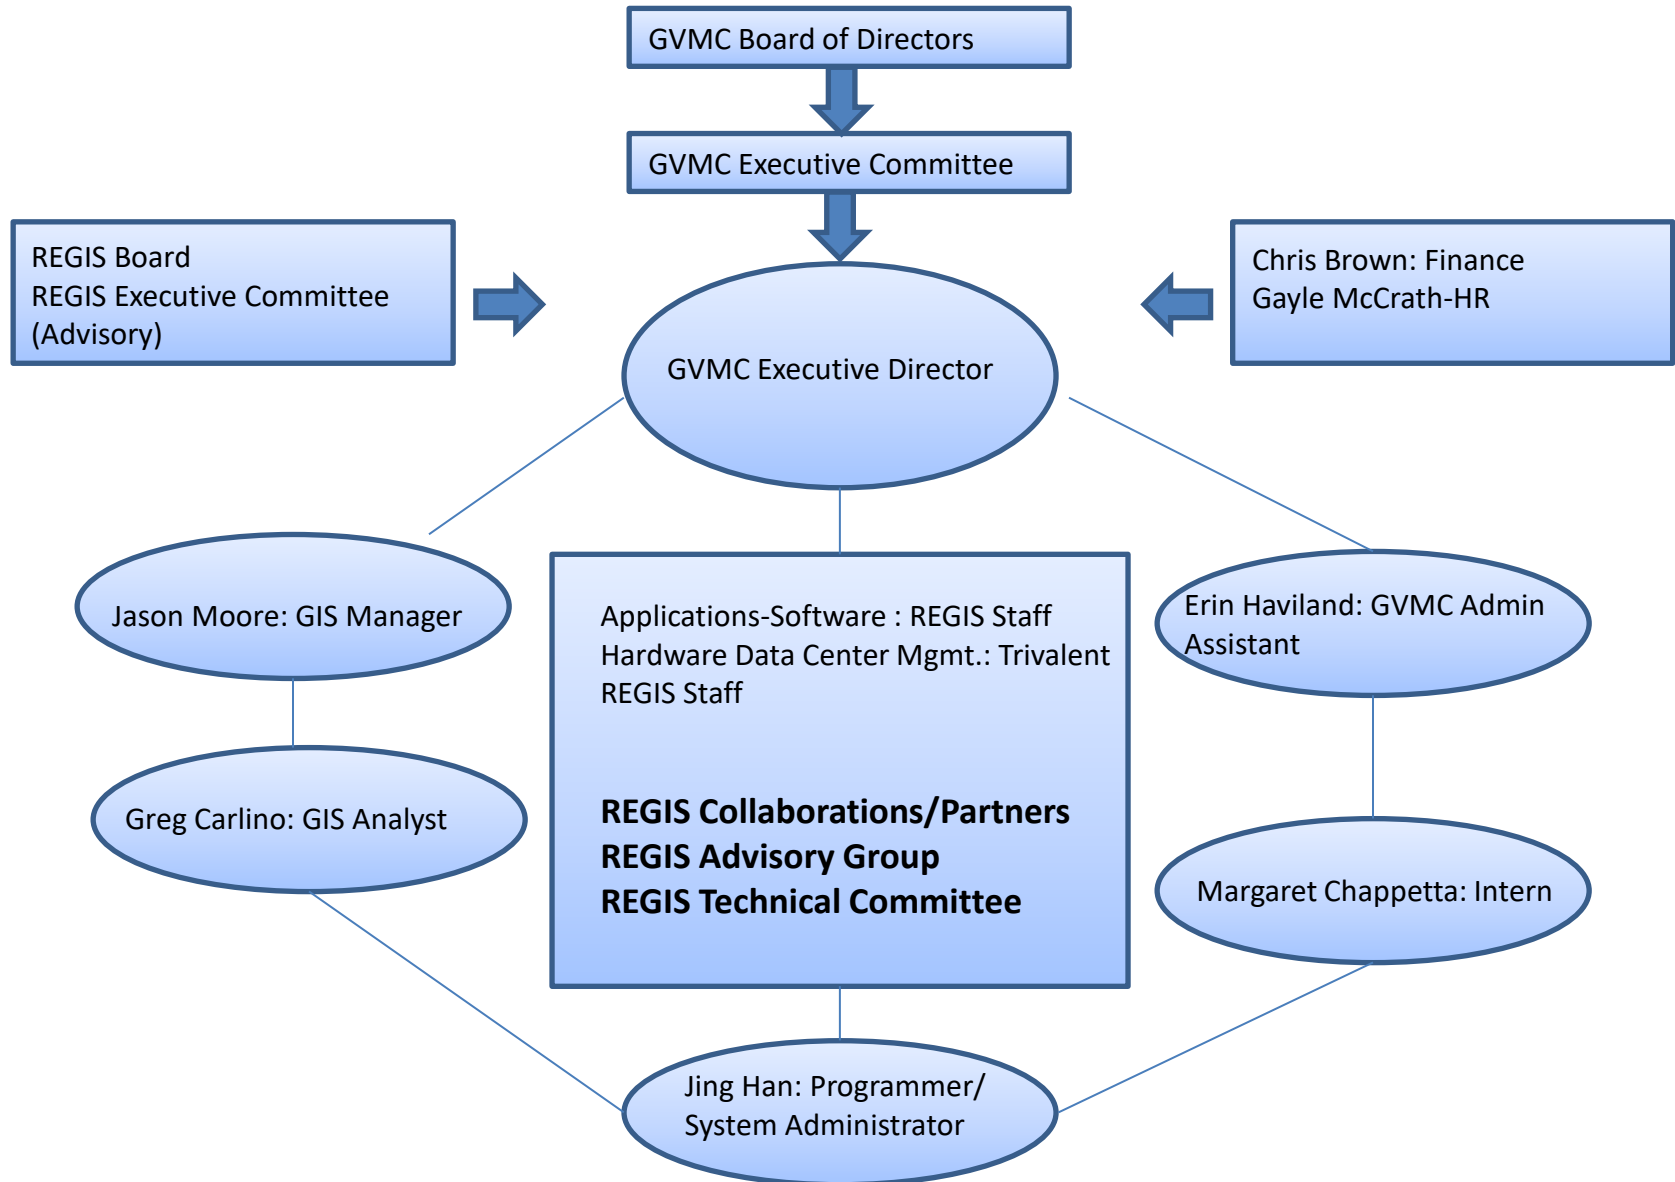 GVMC Board of Directors
GVMC Executive Committee
REGIS Board
REGIS Executive Committee
(Advisory)
Chris Brown: Finance
Gayle McCrath-HR
GVMC Executive Director
Jason Moore: GIS Manager
Applications-Software : REGIS Staff
Hardware Data Center Mgmt.: Trivalent
REGIS Staff
Erin Haviland: GVMC Admin
Assistant
Greg Carlino: GIS Analyst
REGIS Collaborations/Partners
REGIS Advisory Group
REGIS Technical Committee
Margaret Chappetta: Intern
Jing Han: Programmer/
System Administrator